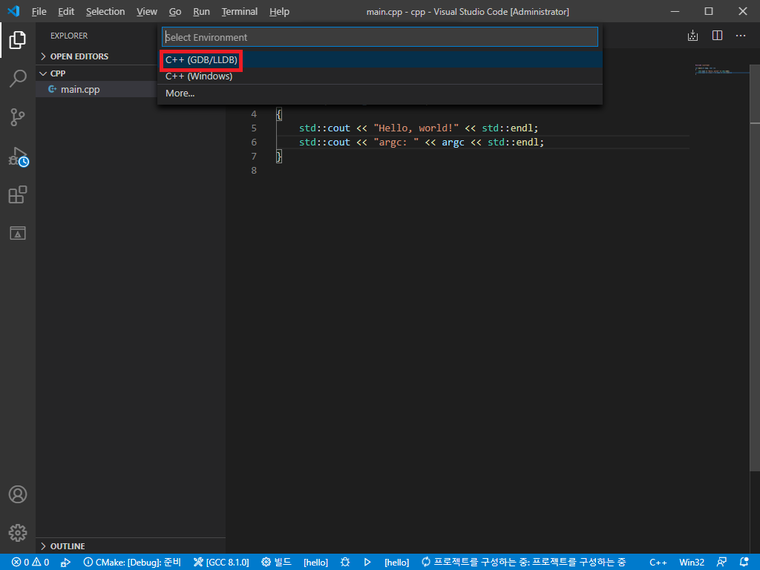 File Edit Selection View Go Run Terminal Help main.cpp - cpp - Visual Studio Code [Administrator]
EXPLORER
Select Environment
OPEN EDITORS
C++ (GDB/LLDB)
CPP
C++ (Windows)
main.cpp
More...
4 {
5 std::cout << "Hello, world!" << std::endl;
6 std::cout << "argc: " << argc << std::endl;
7 }
8
OUTLINE
0 0 CMake: [Debug]: 준비 [GCC 8.1.0] 빌드 [hello] [hello] 프로젝트를 구성하는 중: 프로젝트를 구성하는 중 C++ Win32